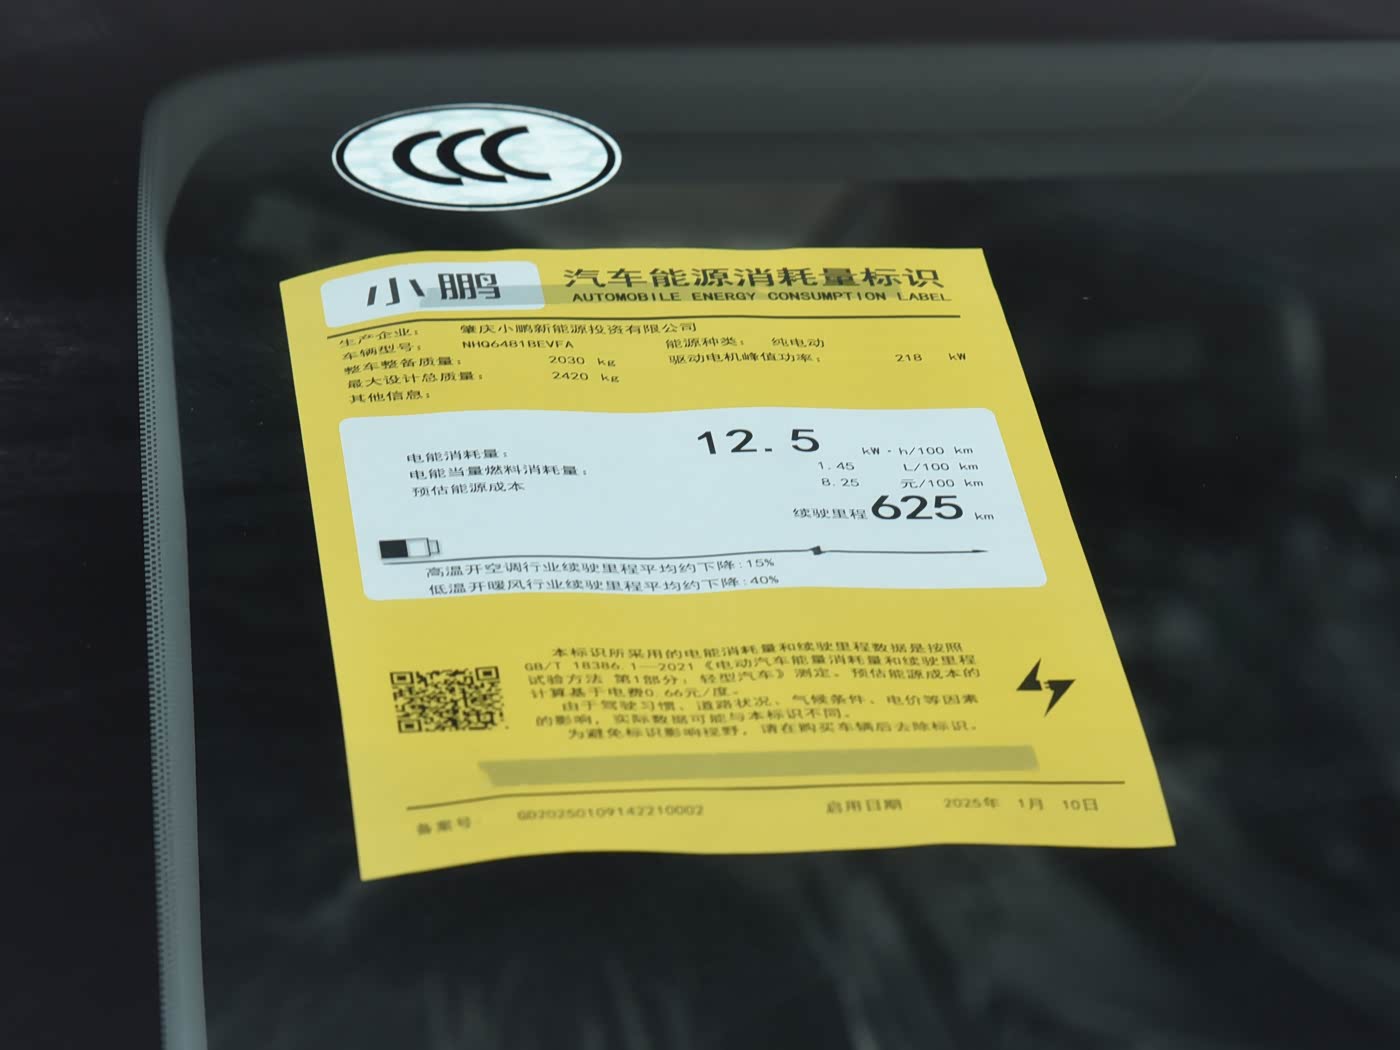 CCC
小鹏
汽车能源消耗量标识
AUTOMOBILE ENERGY CONSUMPTION LABEL
生产企业： 肇庆小鹏新能源投资有限公司
车辆型号： NHQ6481BEVFA 能源种类： 纯电动
整车整备质量： 2030 kg 驱动电机峰值功率： 218 kW
最大设计总质量： 2420 kg
其他信息：
电能消耗量： 12.5 kW·h/100 km
电能当量燃料消耗量： 1.45 L/100 km
预估能源成本 8.25 元/100 km
续驶里程625 km
高温开空调行业续驶里程平均约下降:15%
低温开暖风行业续驶里程平均约下降:40%
本标识所采用的电能消耗量和续驶里程数据是按照
GB/T 18386.1—2021《电动汽车能量消耗量和续驶里程
试验方法 第1部分：轻型汽车》测定。预估能源成本的
计算基于电费0.66元/度。
由于驾驶习惯、道路状况、气候条件、电价等因素
的影响，实际数据可能与本标识不同。
为避免标识影响视野，请在购买车辆后去除标识。
备案号 GD20250109142210002 启用日期 2025年 1月 10日